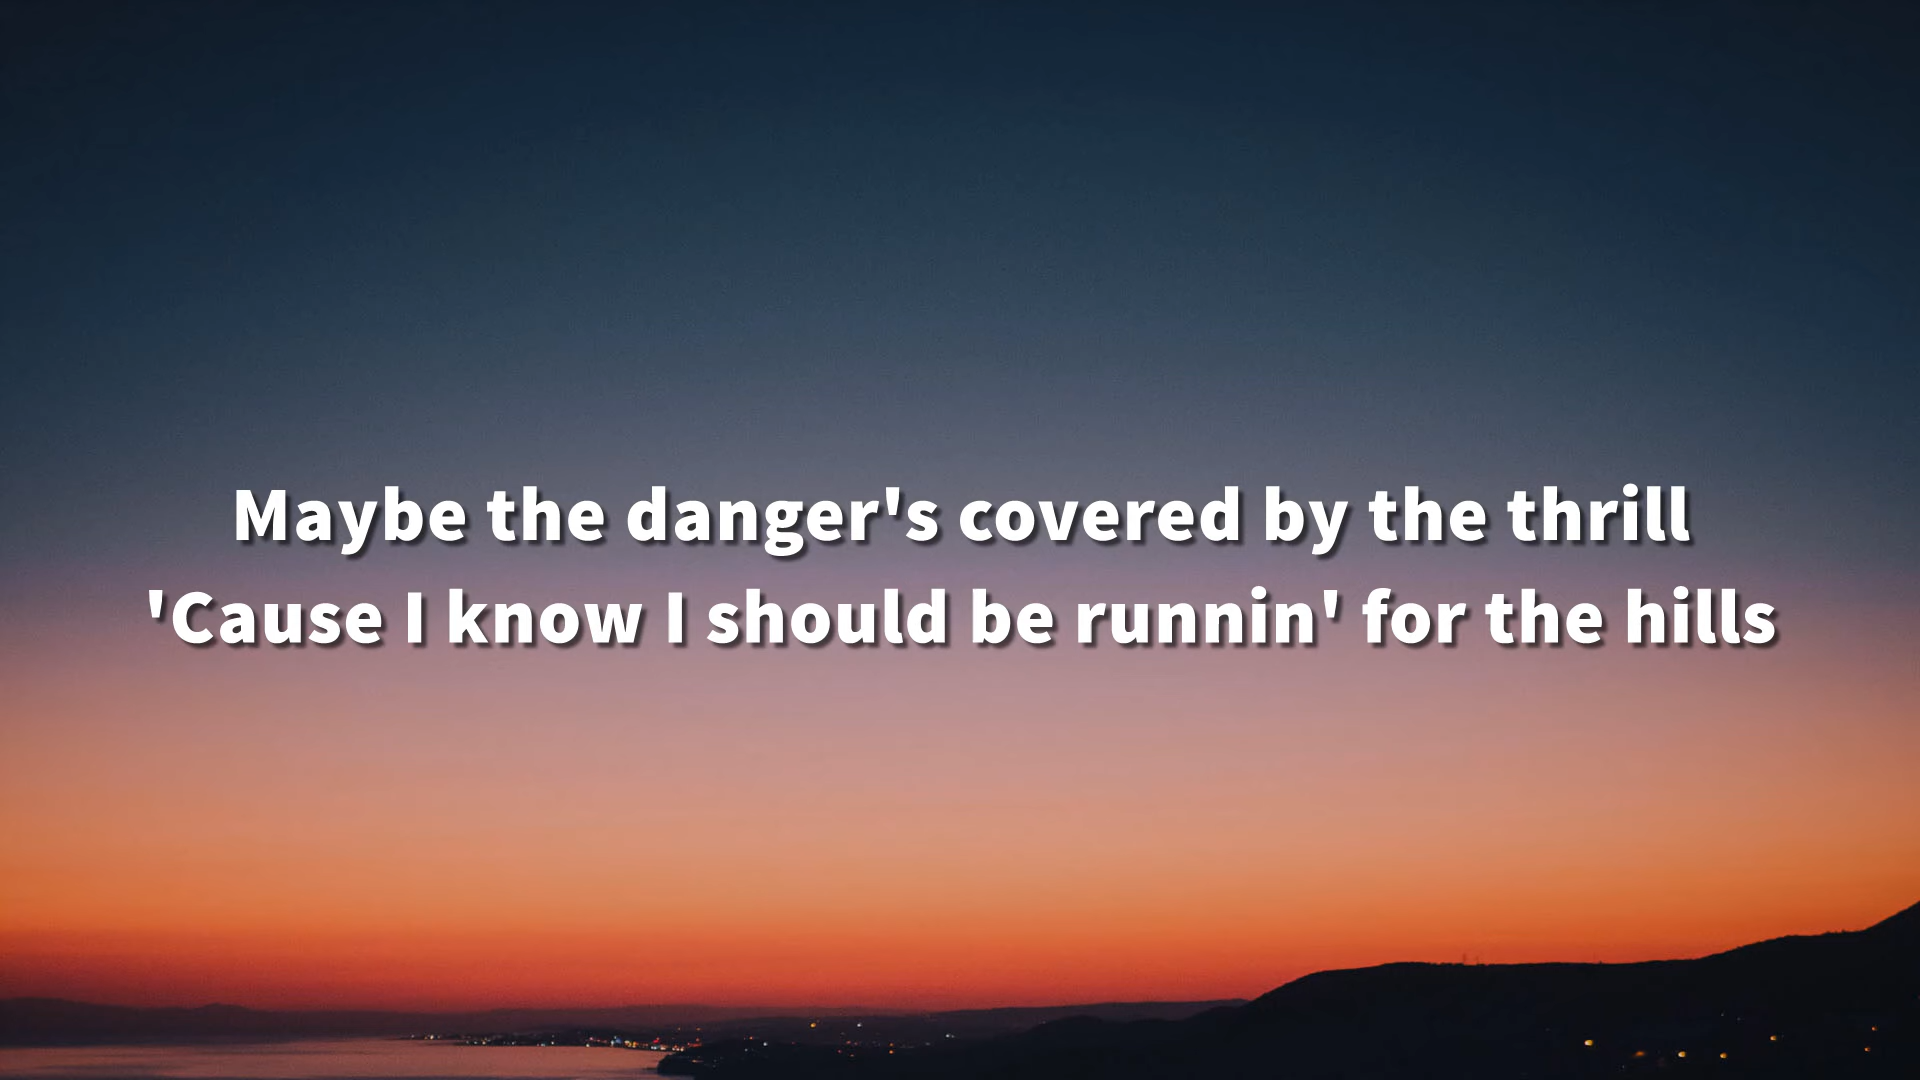 Maybe the danger's covered by the thrill
'Cause I know I should be runnin' for the hills